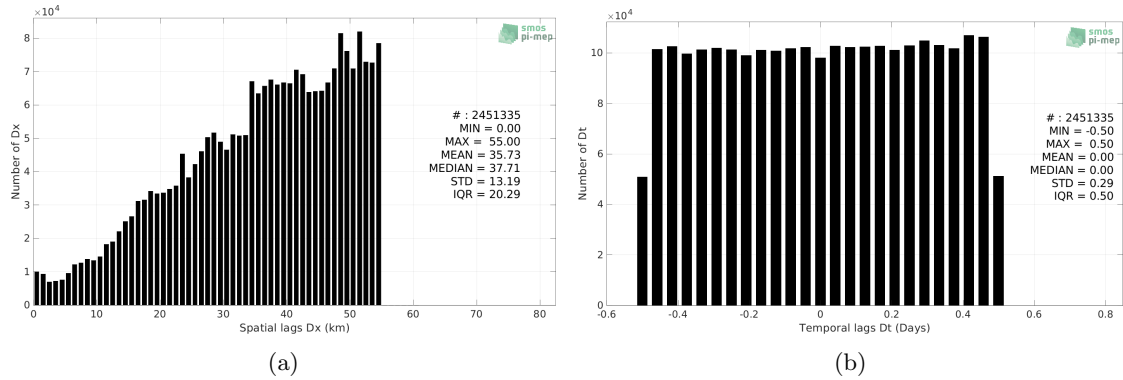 ×10⁴
8
7
6
5
4
3
2
1
0
Number of Dx
0 10 20 30 40 50 60 70 80
Spatial lags Dx (km)
smos
pi-mep
# : 2451335
MIN = 0.00
MAX = 55.00
MEAN = 35.73
MEDIAN = 37.71
STD = 13.19
IQR = 20.29
(a)
×10⁴
10
8
6
4
2
0
Number of Dt
-0.6 -0.4 -0.2 0 0.2 0.4 0.6 0.8
Temporal lags Dt (Days)
smos
pi-mep
# : 2451335
MIN = -0.50
MAX = 0.50
MEAN = 0.00
MEDIAN = 0.00
STD = 0.29
IQR = 0.50
(b)